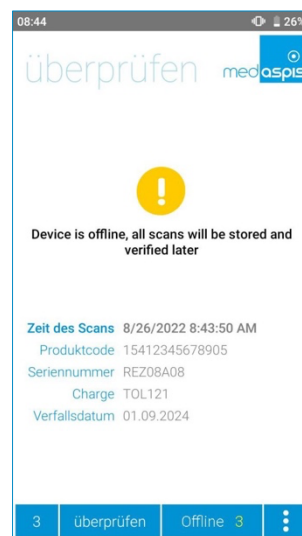 08:44 26%
überprüfen medaspis
!
Device is offline, all scans will be stored and
verified later
Zeit des Scans 8/26/2022 8:43:50 AM
Produktcode 15412345678905
Seriennummer REZ08A08
Charge TOL121
Verfallsdatum 01.09.2024
3 überprüfen Offline 3